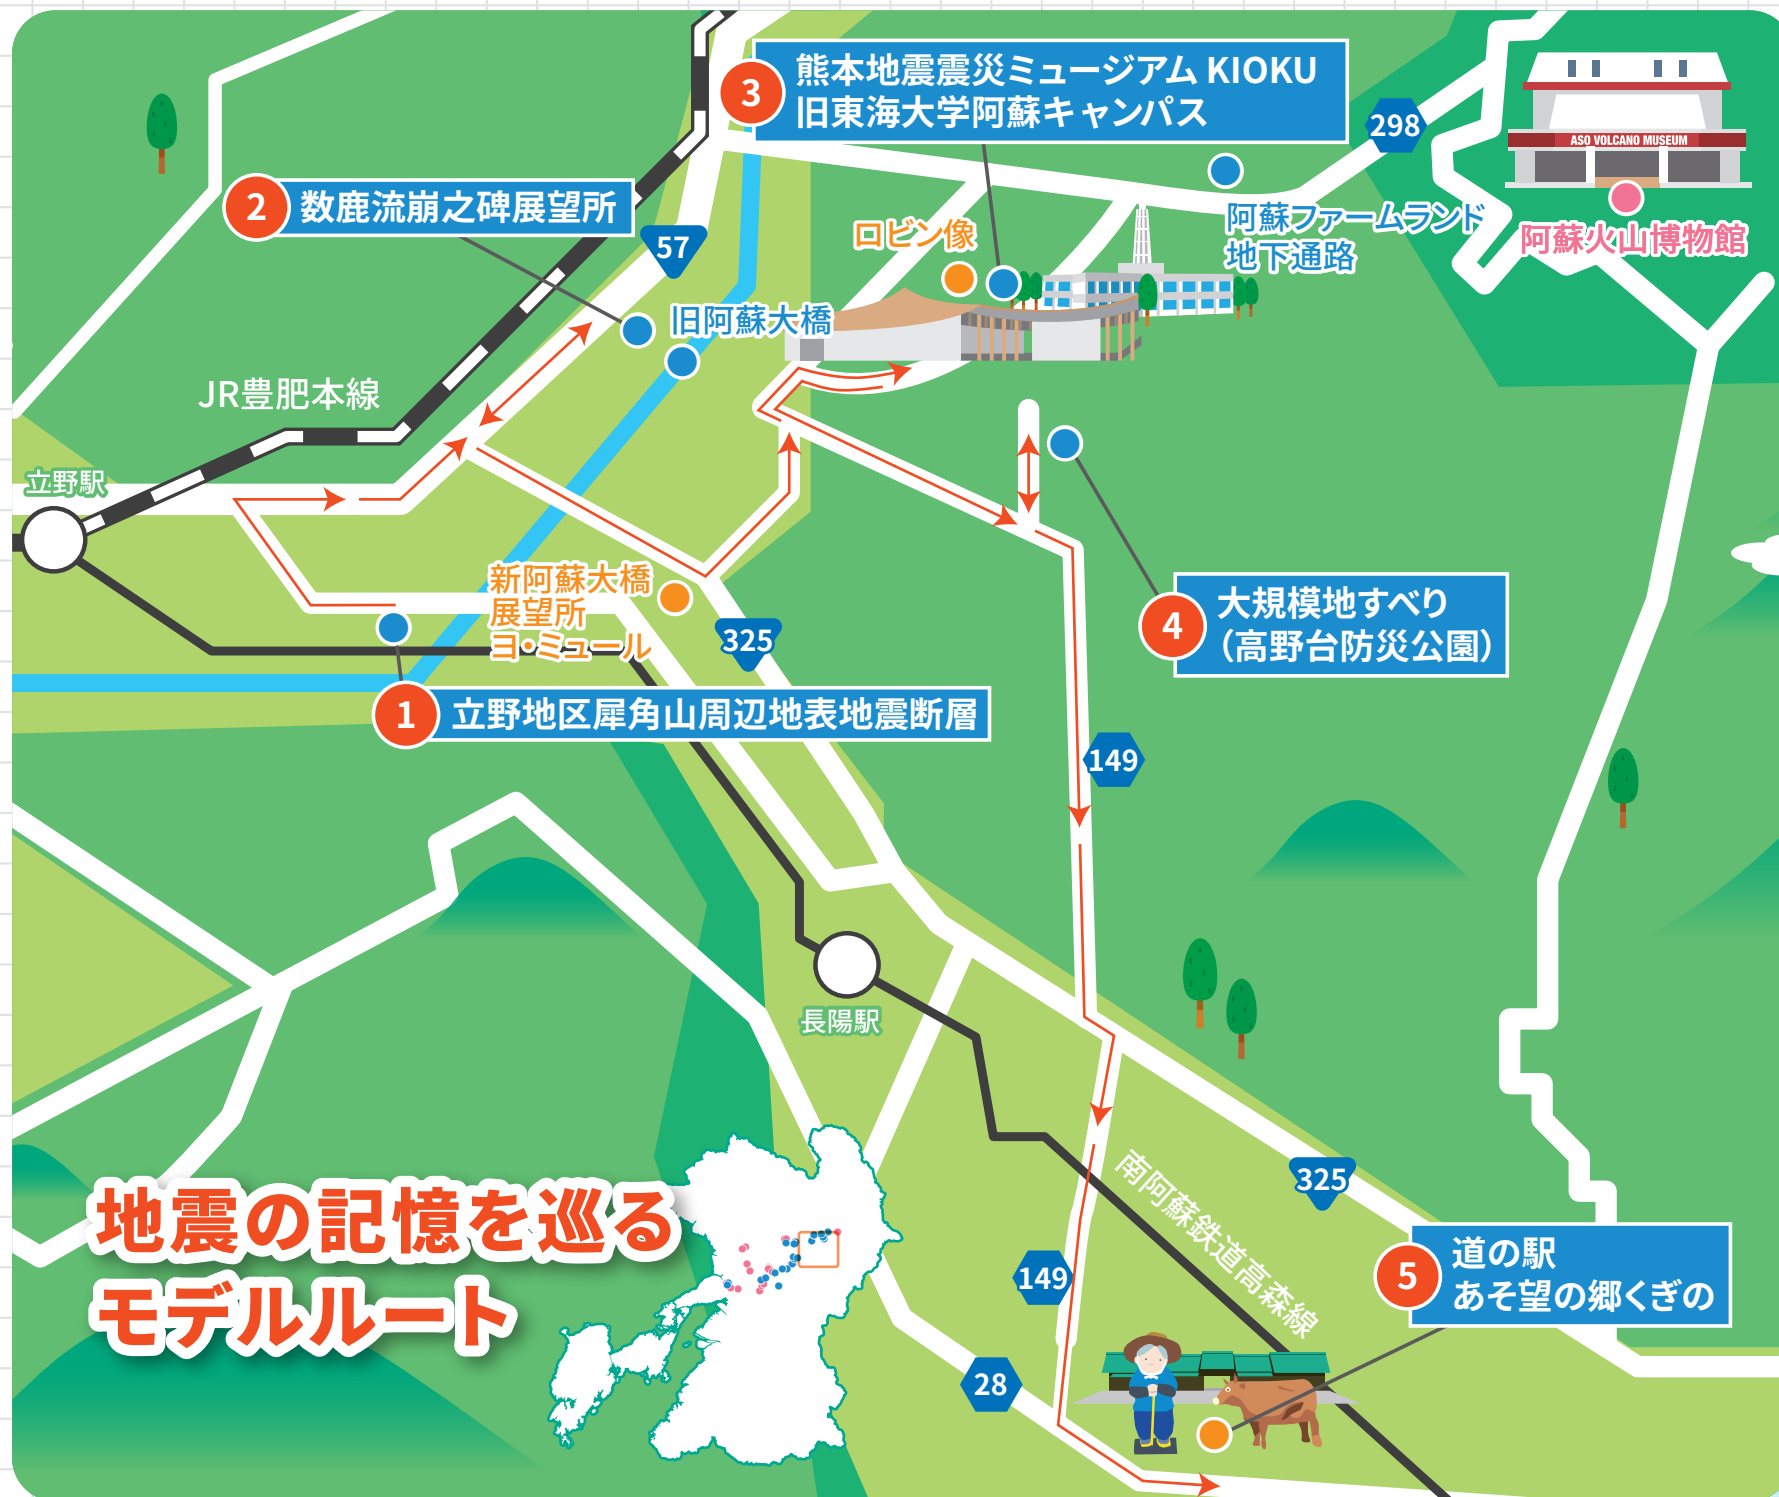 3
熊本地震震災ミュージアム KIOKU
旧東海大学阿蘇キャンパス
298
ASO VOLCANO MUSEUM
阿蘇火山博物館
2
数鹿流崩之碑展望所
57
ロビン像
阿蘇ファームランド
地下通路
旧阿蘇大橋
JR豊肥本線
立野駅
新阿蘇大橋
展望所
ヨ・ミュール
325
4
大規模地すべり
（高野台防災公園）
1
立野地区犀角山周辺地表地震断層
149
長陽駅
南阿蘇鉄道高森線
325
地震の記憶を巡る
モデルルート
149
5
道の駅
あそ望の郷くぎの
28